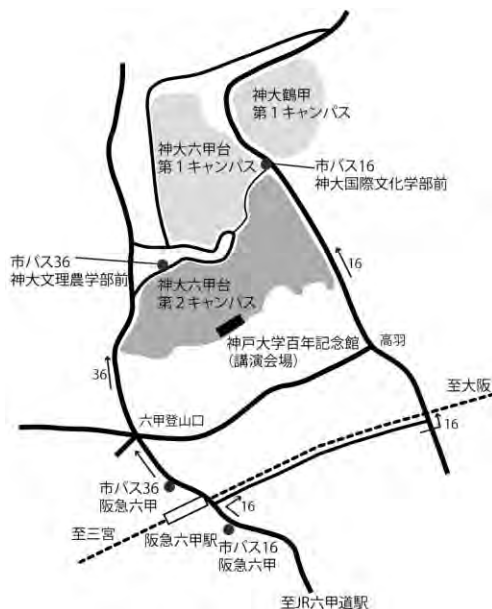 神大鶴甲
第1キャンパス
神大六甲台
第1キャンパス
市バス16
神大国際文化学部前
市バス36
神大文理農学部前
神大六甲台
第2キャンパス
16
神戸大学百年記念館
（講演会場）
高羽
36
至大阪
六甲登山口
16
市バス36
阪急六甲
16
至三宮
阪急六甲駅
市バス16
阪急六甲
至JR六甲道駅